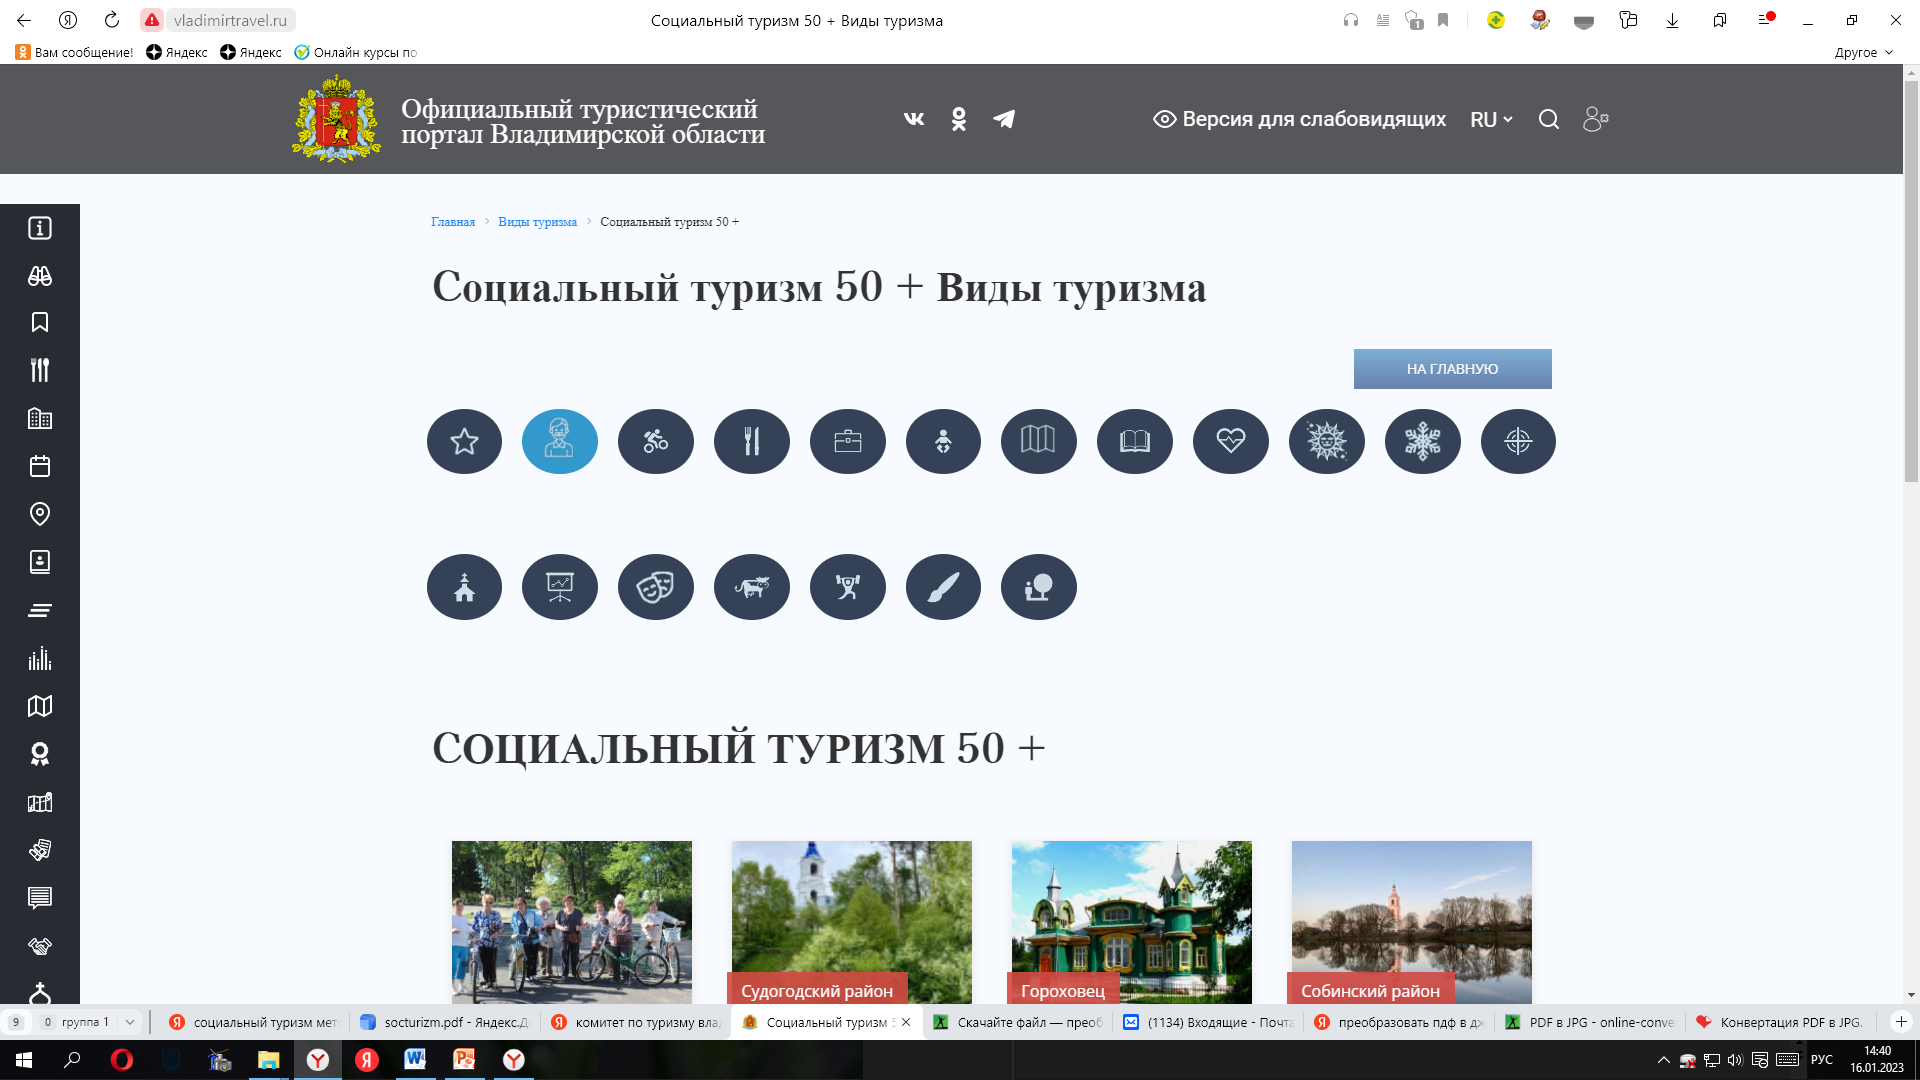 vladimirtravel.ru
Социальный туризм 50 + Виды туризма
1
Вам сообщение!
Яндекс
Яндекс
Онлайн курсы по
Другое
Официальный туристический
портал Владимирской области
Версия для слабовидящих
RU
Главная
Виды туризма
Социальный туризм 50 +
Социальный туризм 50 + Виды туризма
НА ГЛАВНУЮ
СОЦИАЛЬНЫЙ ТУРИЗМ 50 +
Судогодский район
Гороховец
Собинский район
9
0 группа 1
социальный туризм мет
socturizm.pdf - Яндекс.Д
комитет по туризму вла
Социальный туризм 5
Скачайте файл — преоб
(1134) Входящие - Почта
преобразовать пдф в дж
PDF в JPG - online-conve
Конвертация PDF в JPG.
РУС
14:40
16.01.2023